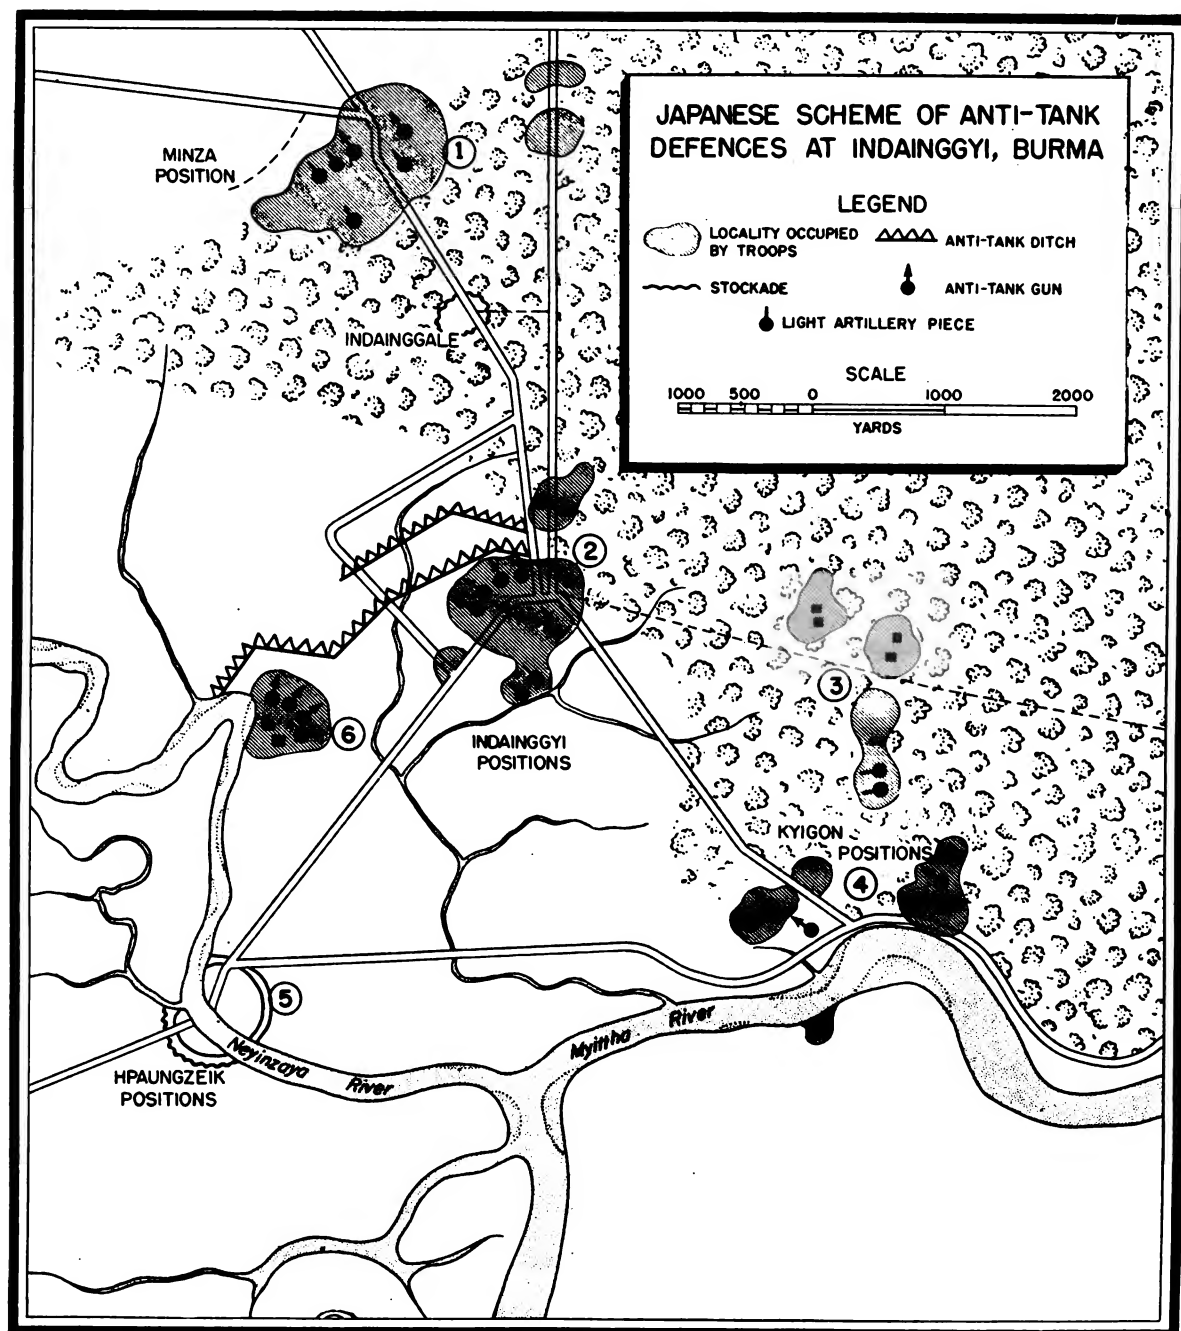 JAPANESE SCHEME OF ANTI-TANK
DEFENCES AT INDAINGGYI, BURMA
LEGEND
LOCALITY OCCUPIED
BY TROOPS
ANTI-TANK DITCH
STOCKADE
ANTI-TANK GUN
LIGHT ARTILLERY PIECE
SCALE
1000 500 0 1000 2000
YARDS
MINZA
POSITION
1
INDAINGGALE
2
3
INDAINGGYI
POSITIONS
6
KYIGON
POSITIONS
4
5
HPAUNGZEIK
POSITIONS
Neyinzaya River
Myittha River